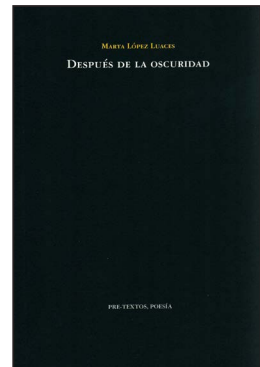 Marta López Luaces
Después de la oscuridad
PRE-TEXTOS, POESÍA